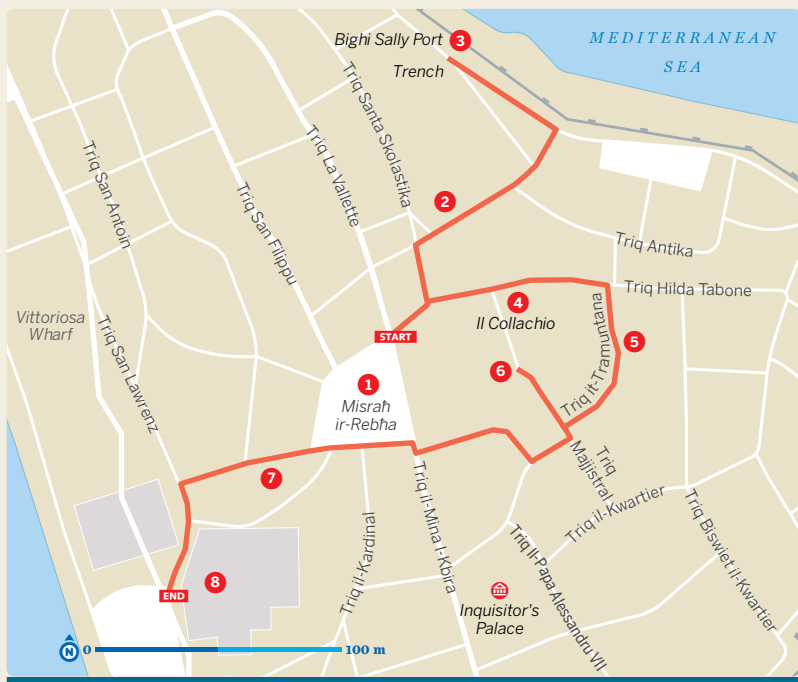 Bighi Sally Port
3
MEDITERRANEAN
SEA
Trench
Triq Santa Skolastika
Triq La Vallette
Triq San Antoin
Triq San Filippu
2
Triq Antika
Triq Hilda Tabone
4
Il Collachio
Triq it-Tramuntana
5
Vittoriosa
Wharf
Triq San Lawrenz
START
1
Misraħ
ir-Rebħa
6
Triq
Majjistral
7
Triq il-Mina l-Kbira
Triq il-Kwartier
Triq Biswiet il-Kwartier
Triq il-Kardinal
Triq Il-Papa Alessandru VII
8
END
Inquisitor's
Palace
N
0
100 m